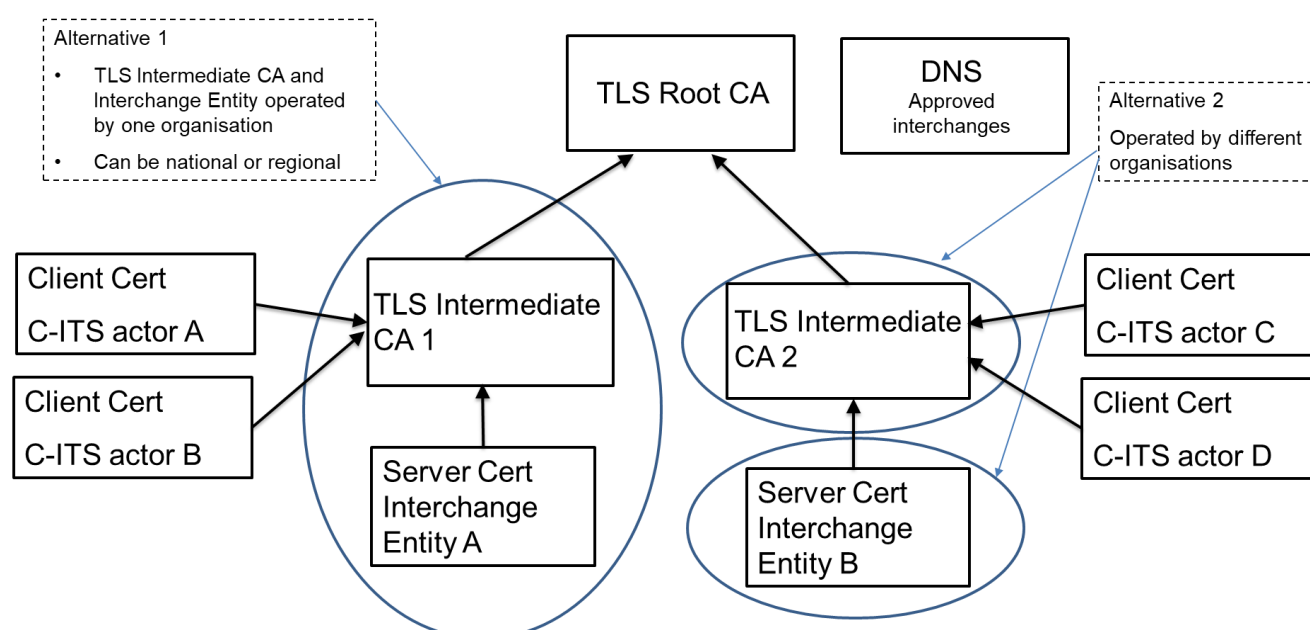 Alternative 1
• TLS Intermediate CA and
Interchange Entity operated
by one organisation
• Can be national or regional
TLS Root CA
DNS
Approved
interchanges
Alternative 2
Operated by different
organisations
Client Cert
C-ITS actor A
Client Cert
C-ITS actor B
TLS Intermediate
CA 1
Server Cert
Interchange
Entity A
TLS Intermediate
CA 2
Server Cert
Interchange
Entity B
Client Cert
C-ITS actor C
Client Cert
C-ITS actor D